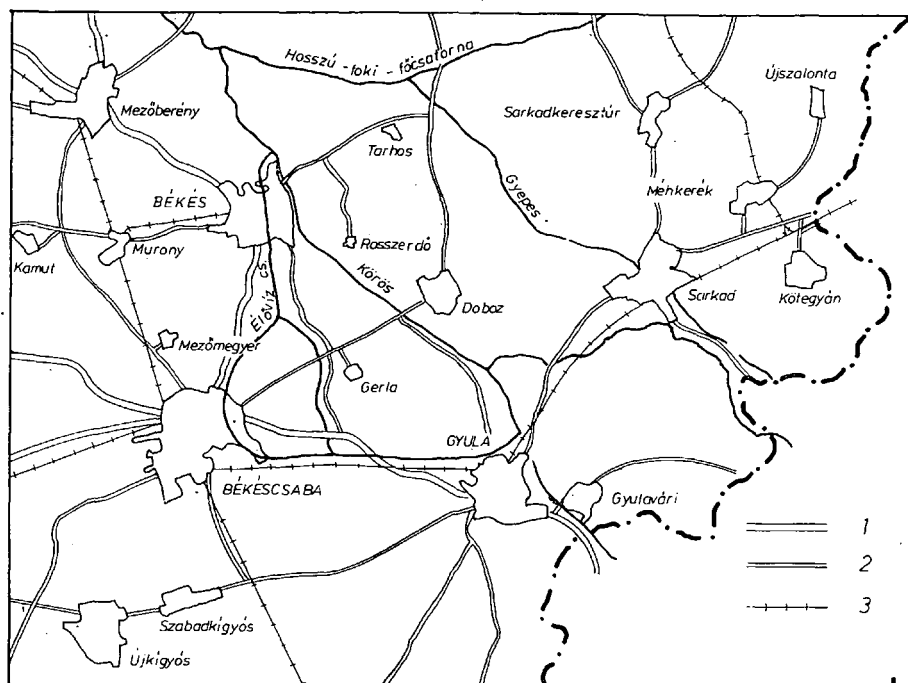 Hosszú-foki-főcsatorna
Újszalonta
Mezőberény
Sarkadkeresztúr
Tarhos
Gyepes
Méhkerék
BÉKÉS
Murony
Rosszerdő
Kamut
Körös
Élővíz cs.
Doboz
Sarkad
Kötegyán
Mezőmegyer
Gerla
GYULA
BÉKÉSCSABA
Gyulavári
1
2
3
Szabadkígyós
Újkígyós